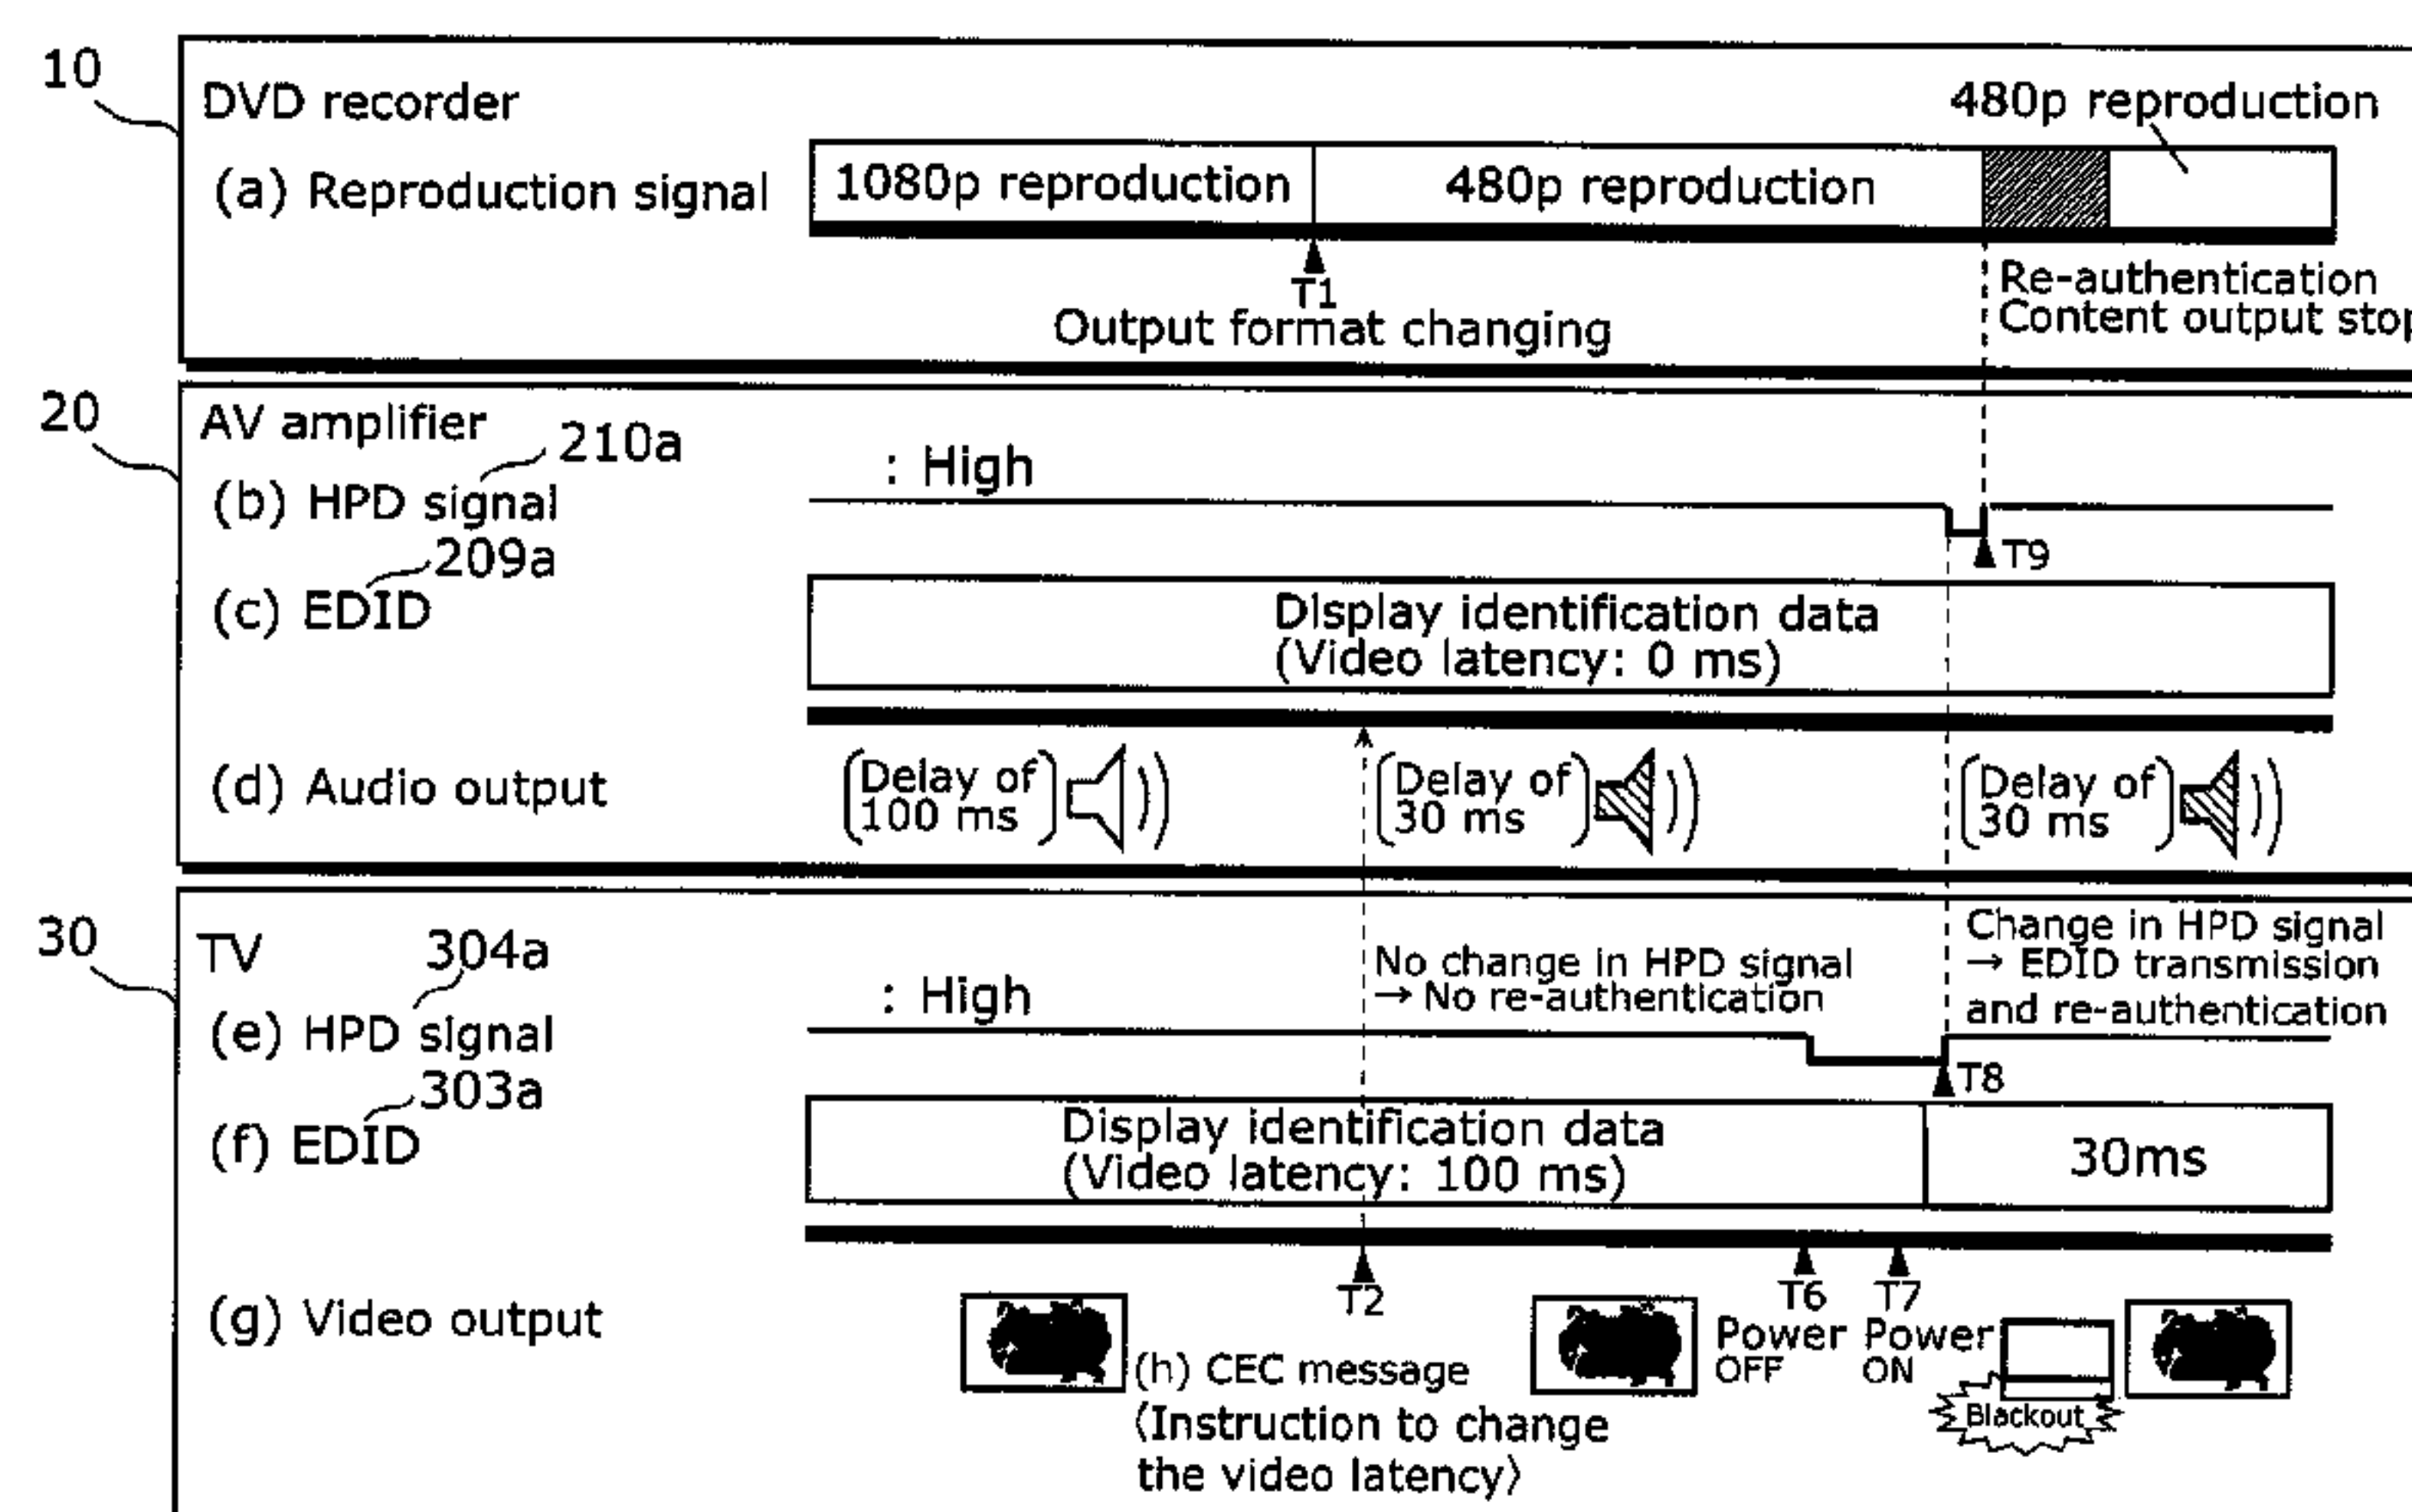 10
DVD recorder
480p reproduction
(a) Reproduction signal
1080p reproduction
480p reproduction
T1
Output format changing
Re-authentication
Content output stop
20
AV amplifier
210a
: High
(b) HPD signal
T9
209a
(c) EDID
Display identification data
(Video latency: 0 ms)
(d) Audio output
(Delay of
100 ms)
(Delay of
30 ms)
(Delay of
30 ms)
30
TV
304a
: High
No change in HPD signal
→ No re-authentication
Change in HPD signal
→ EDID transmission
and re-authentication
(e) HPD signal
T8
303a
(f) EDID
Display identification data
(Video latency: 100 ms)
30ms
T2
T6
T7
(g) Video output
Power
OFF
Power
ON
Blackout
(h) CEC message
⟨Instruction to change
the video latency⟩